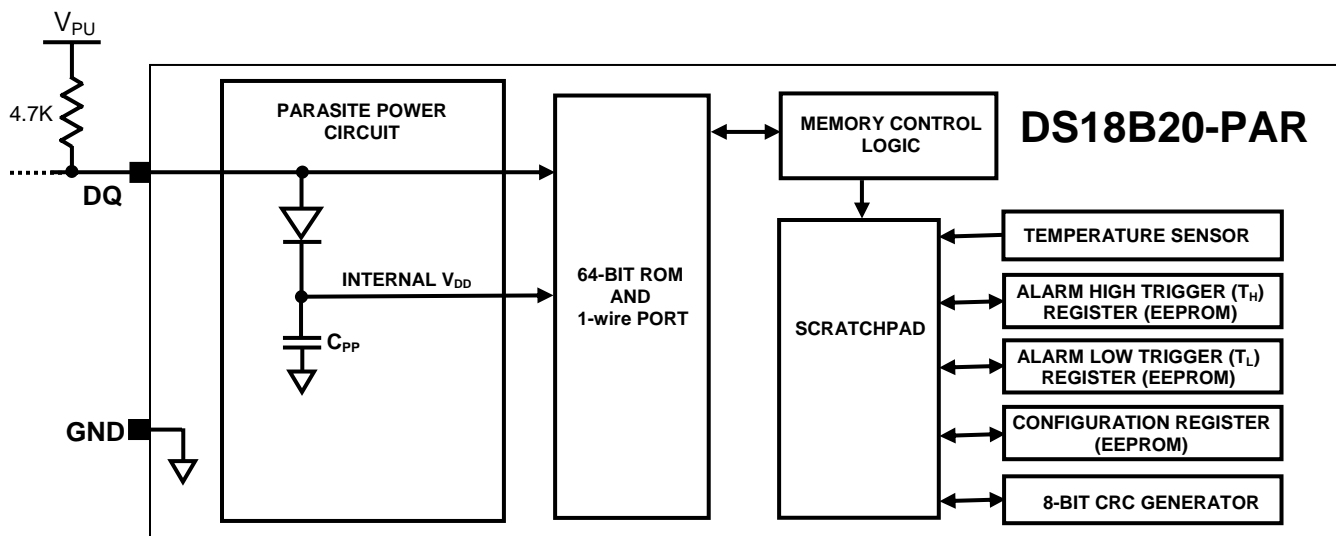 VPU
4.7K
DQ
GND
PARASITE POWER
CIRCUIT
INTERNAL VDD
CPP
64-BIT ROM
AND
1-wire PORT
MEMORY CONTROL
LOGIC
DS18B20-PAR
SCRATCHPAD
TEMPERATURE SENSOR
ALARM HIGH TRIGGER (TH)
REGISTER (EEPROM)
ALARM LOW TRIGGER (TL)
REGISTER (EEPROM)
CONFIGURATION REGISTER
(EEPROM)
8-BIT CRC GENERATOR